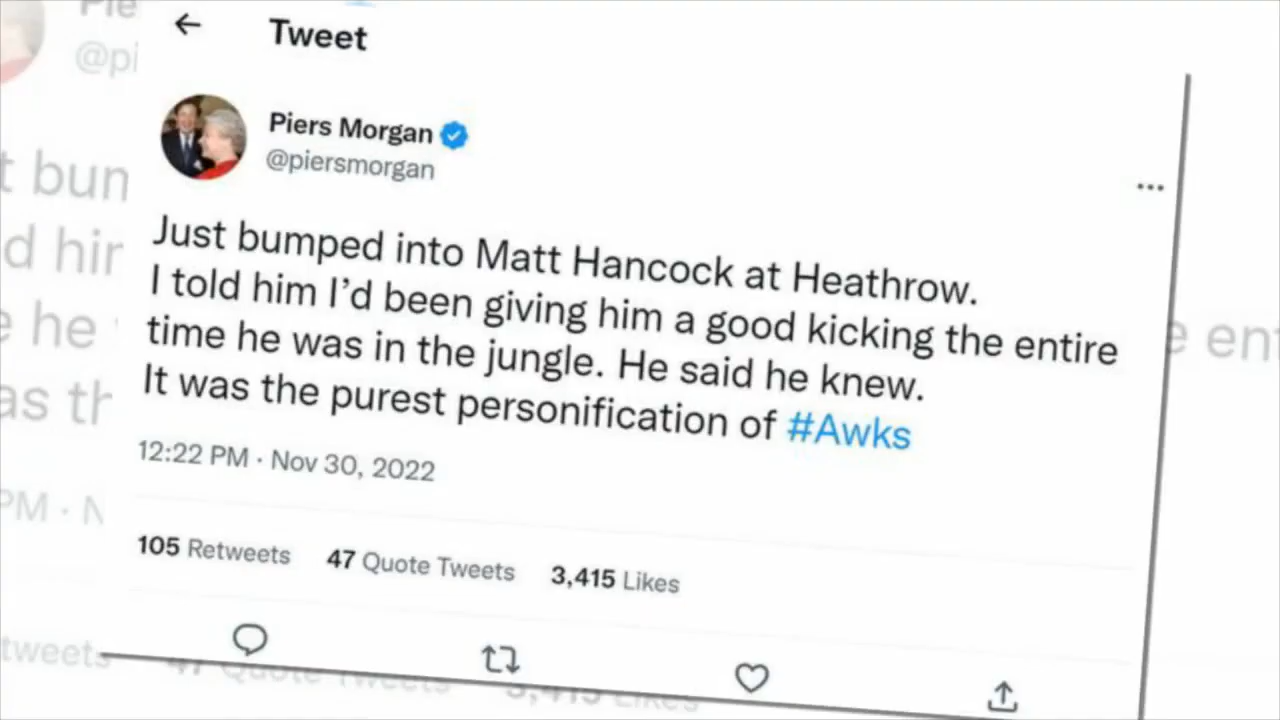 Tweet
Piers Morgan
@piersmorgan
Just bumped into Matt Hancock at Heathrow.
I told him I’d been giving him a good kicking the entire
time he was in the jungle. He said he knew.
It was the purest personification of #Awks
12:22 PM · Nov 30, 2022
105 Retweets 47 Quote Tweets 3,415 Likes